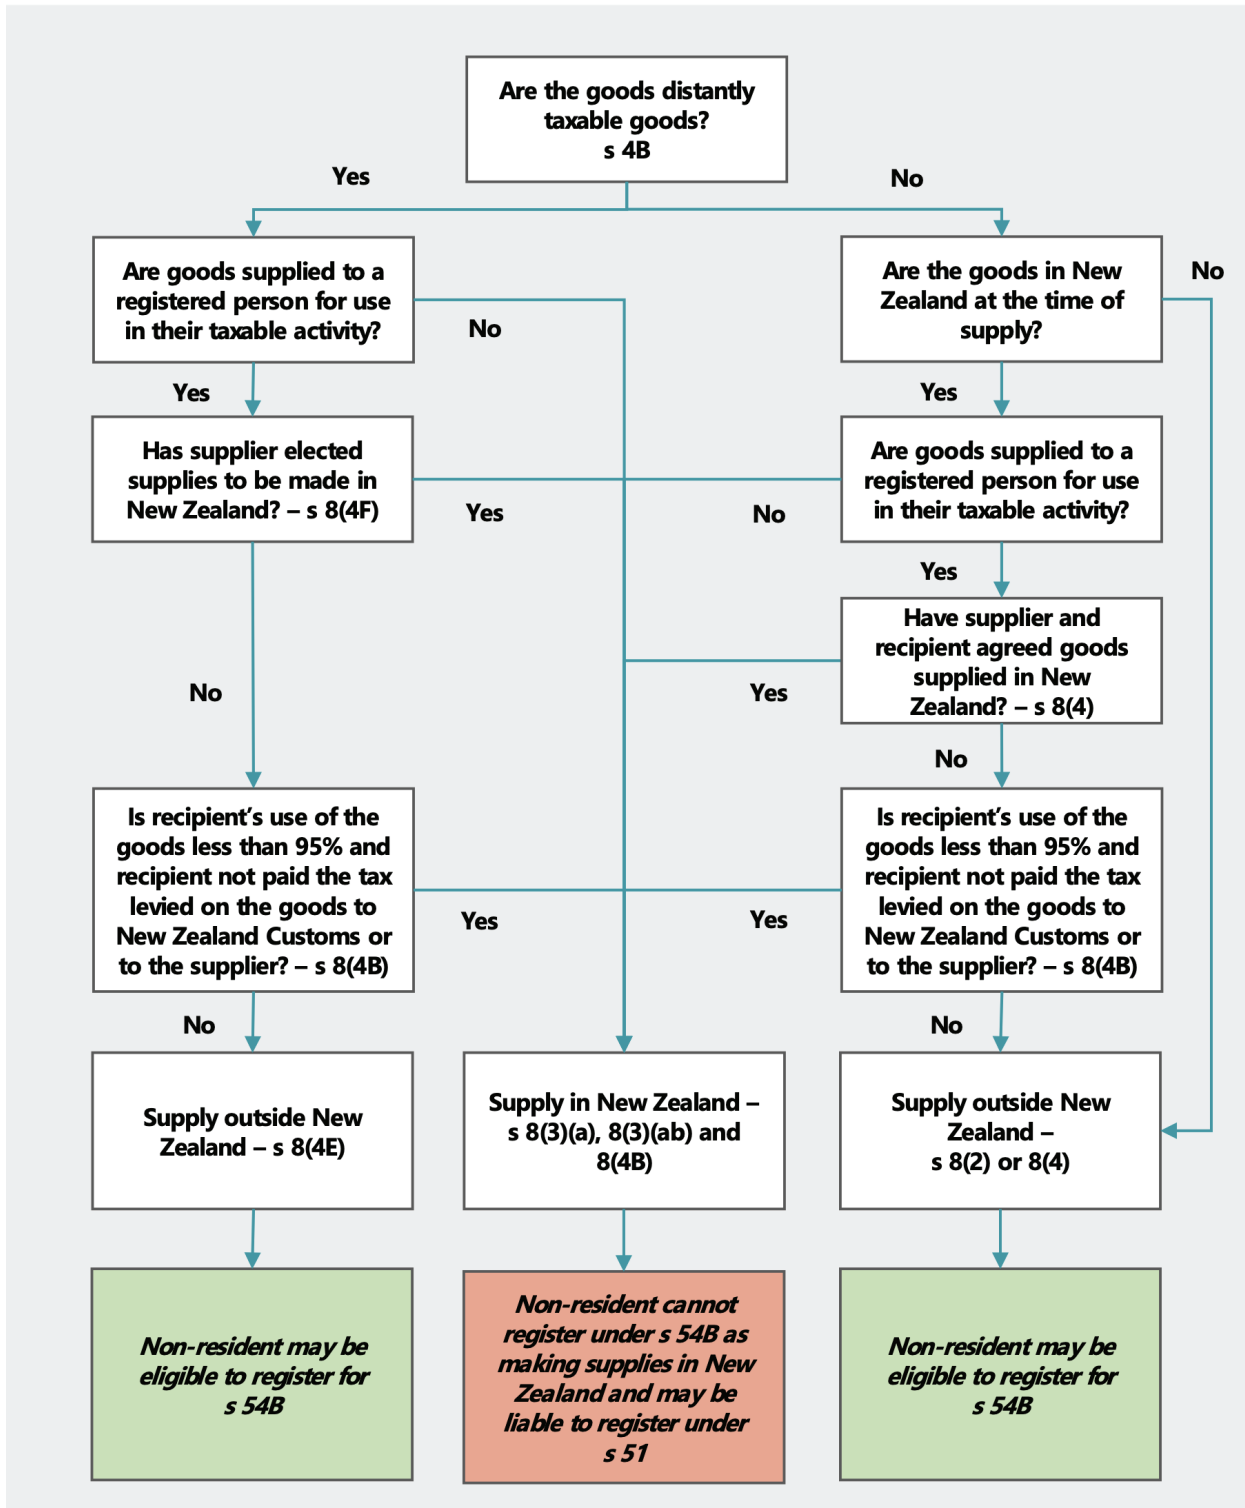 Are the goods distantly
taxable goods?
s 4B
Yes
No
Are goods supplied to a
registered person for use
in their taxable activity?
No
Are the goods in New
Zealand at the time of
supply?
No
Yes
Yes
Has supplier elected
supplies to be made in
New Zealand? – s 8(4F)
Yes
Are goods supplied to a
registered person for use
in their taxable activity?
No
Yes
Have supplier and
recipient agreed goods
supplied in New
Zealand? – s 8(4)
No
Yes
No
Is recipient’s use of the
goods less than 95% and
recipient not paid the tax
levied on the goods to
New Zealand Customs or
to the supplier? – s 8(4B)
Yes
Is recipient’s use of the
goods less than 95% and
recipient not paid the tax
levied on the goods to
New Zealand Customs or
to the supplier? – s 8(4B)
Yes
No
No
Supply outside New
Zealand – s 8(4E)
Supply in New Zealand –
s 8(3)(a), 8(3)(ab) and
8(4B)
Supply outside New
Zealand –
s 8(2) or 8(4)
Non-resident may be
eligible to register for
s 54B
Non-resident cannot
register under s 54B as
making supplies in New
Zealand and may be
liable to register under
s 51
Non-resident may be
eligible to register for
s 54B